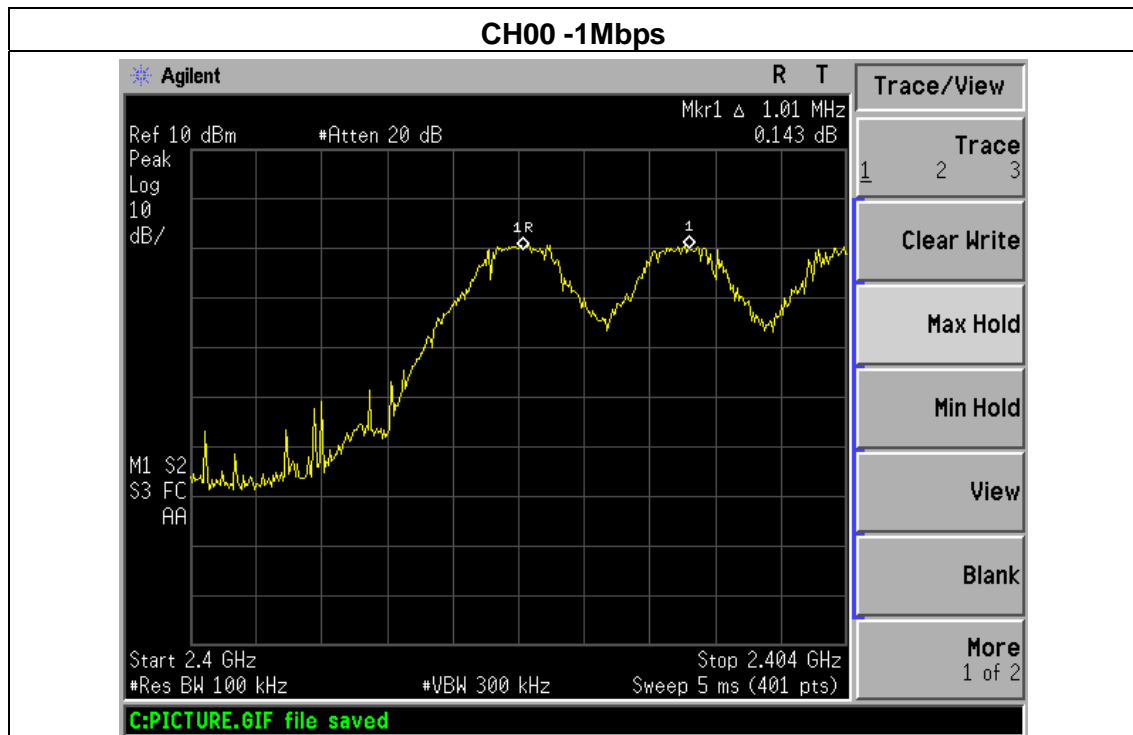 CH00 -1Mbps
Agilent R T
Mkr1 Δ 1.01 MHz
Ref 10 dBm #Atten 20 dB 0.143 dB
Peak
Log
10
dB/
1R
1
M1 S2
S3 FC
AA
Start 2.4 GHz Stop 2.404 GHz
#Res BW 100 kHz #VBW 300 kHz Sweep 5 ms (401 pts)
C:PICTURE.GIF file saved
Trace/View
Trace
1 2 3
Clear Write
Max Hold
Min Hold
View
Blank
More
1 of 2